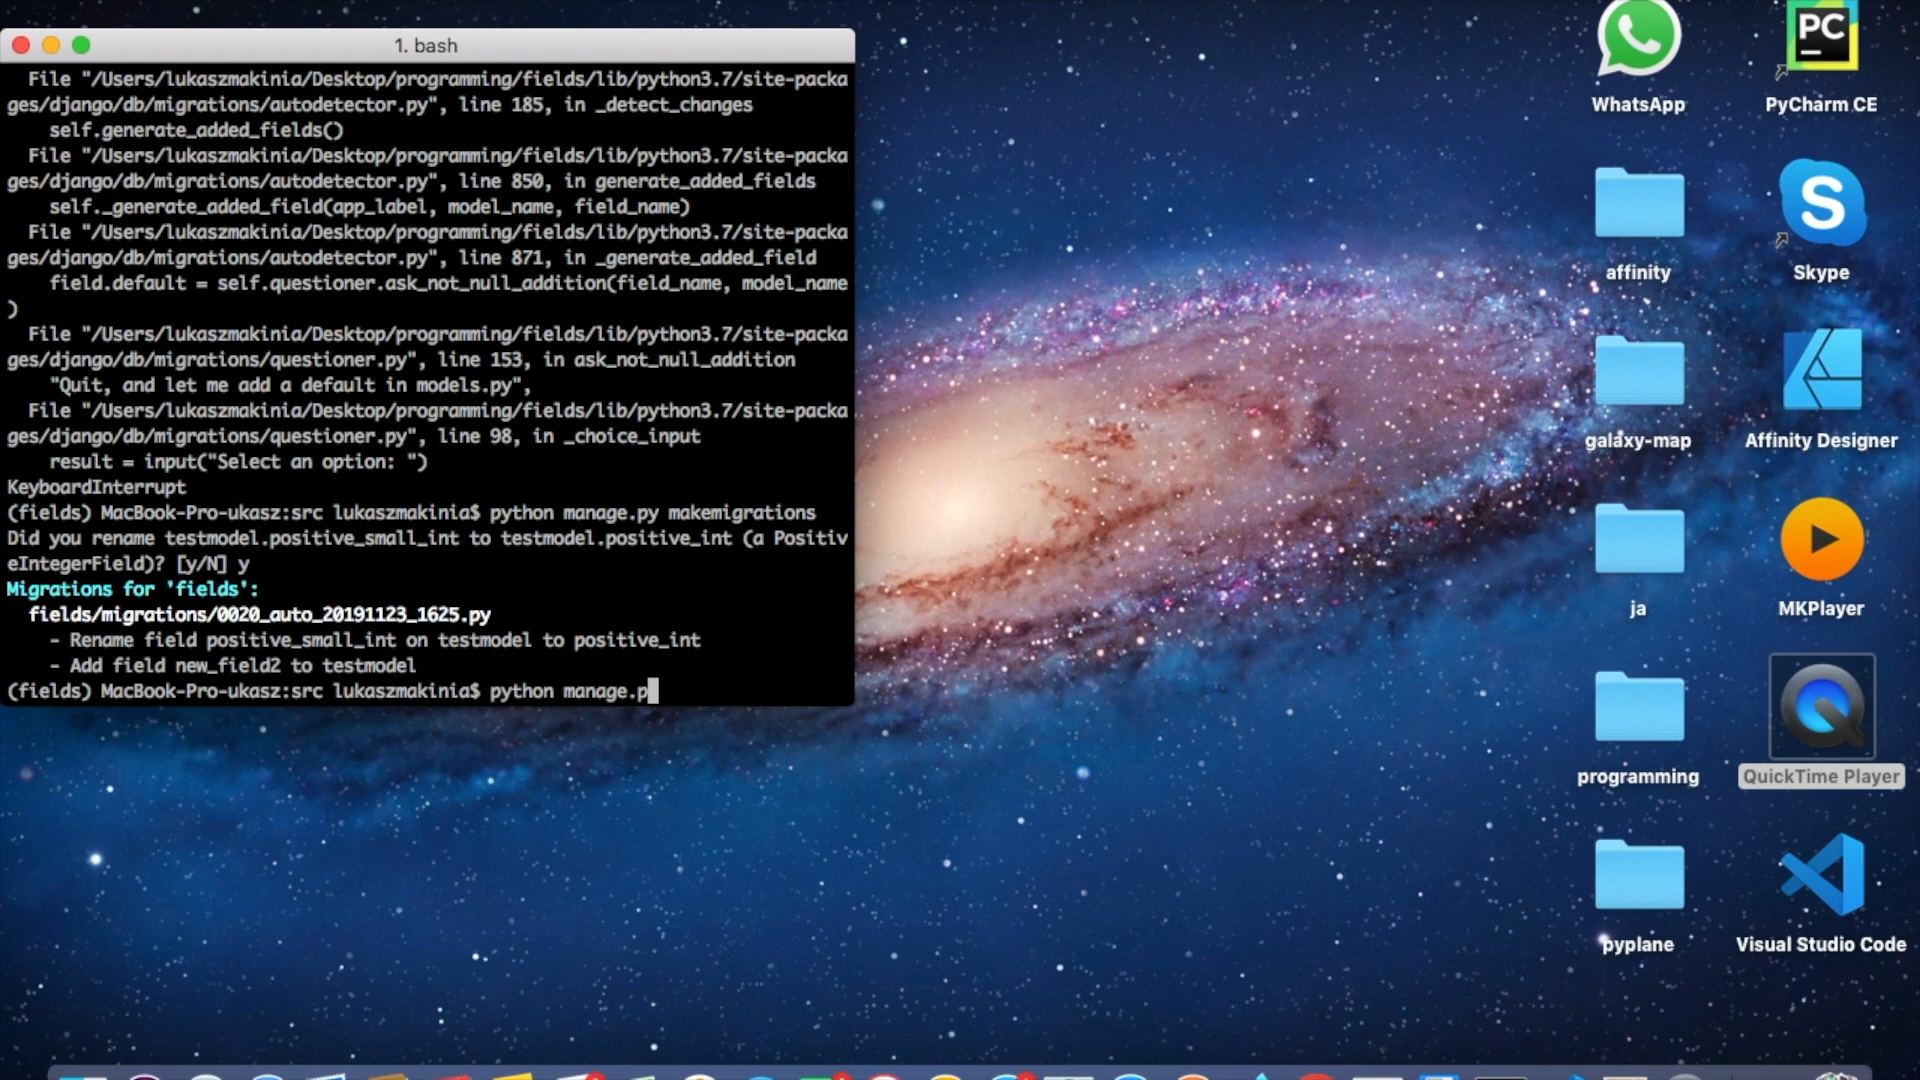 1. bash
File "/Users/lukaszmakinia/Desktop/programming/fields/lib/python3.7/site-packa
ges/django/db/migrations/autodetector.py", line 185, in _detect_changes
self.generate_added_fields()
File "/Users/lukaszmakinia/Desktop/programming/fields/lib/python3.7/site-packa
ges/django/db/migrations/autodetector.py", line 850, in generate_added_fields
self._generate_added_field(app_label, model_name, field_name)
File "/Users/lukaszmakinia/Desktop/programming/fields/lib/python3.7/site-packa
ges/django/db/migrations/autodetector.py", line 871, in _generate_added_field
field.default = self.questioner.ask_not_null_addition(field_name, model_name
)
File "/Users/lukaszmakinia/Desktop/programming/fields/lib/python3.7/site-packa
ges/django/db/migrations/questioner.py", line 153, in ask_not_null_addition
"Quit, and let me add a default in models.py",
File "/Users/lukaszmakinia/Desktop/programming/fields/lib/python3.7/site-packa
ges/django/db/migrations/questioner.py", line 98, in _choice_input
result = input("Select an option: ")
KeyboardInterrupt
(fields) MacBook-Pro-ukasz:src lukaszmakinia$ python manage.py makemigrations
Did you rename testmodel.positive_small_int to testmodel.positive_int (a Positiv
eIntegerField)? [y/N] y
Migrations for 'fields':
fields/migrations/0020_auto_20191123_1625.py
- Rename field positive_small_int on testmodel to positive_int
- Add field new_field2 to testmodel
(fields) MacBook-Pro-ukasz:src lukaszmakinia$ python manage.p
PC
WhatsApp
PyCharm CE
S
affinity
Skype
galaxy-map
Affinity Designer
ja
MKPlayer
programming
QuickTime Player
pyplane
Visual Studio Code